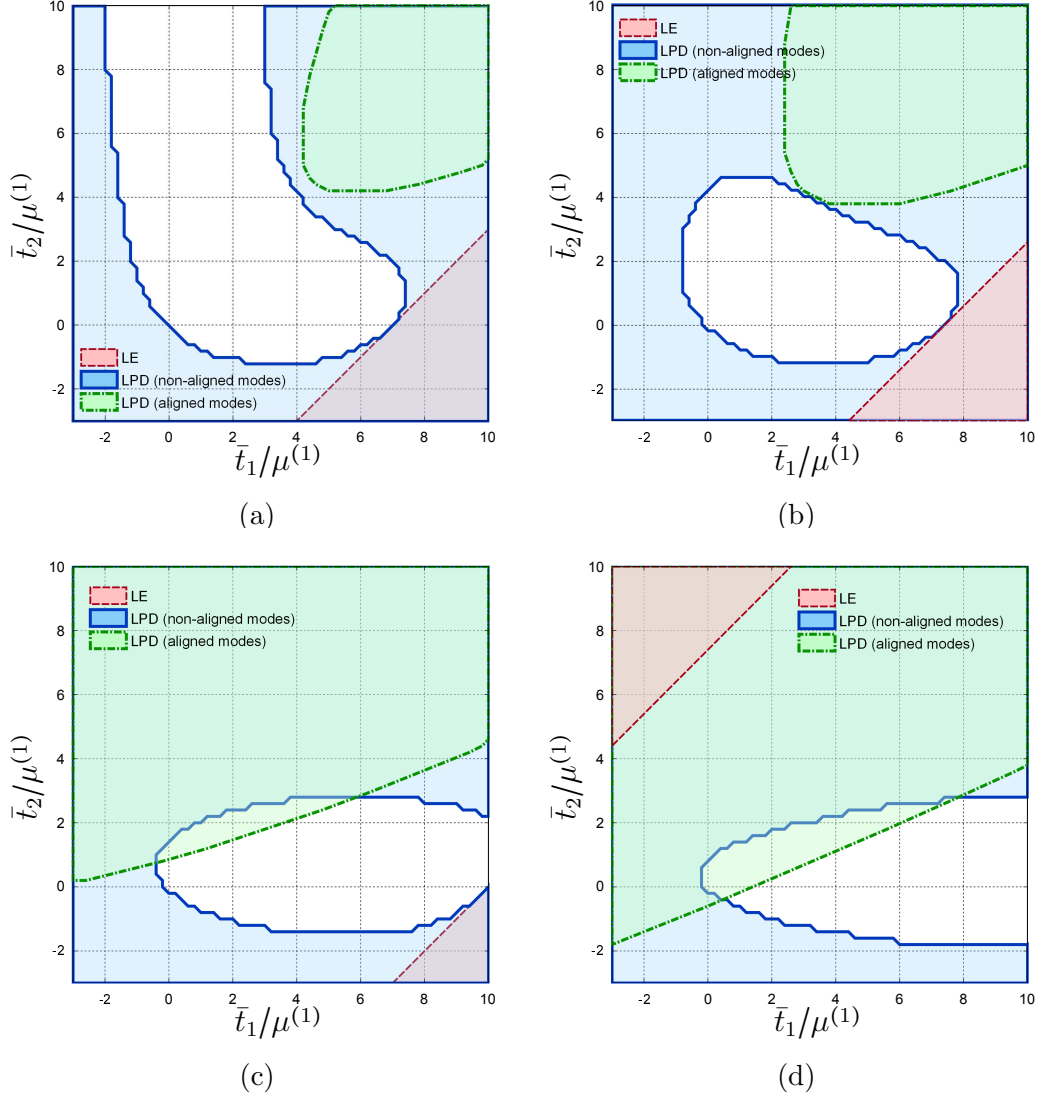 10
8
6
4
2
0
-2
t̄₂/μ⁽¹⁾
LE
LPD (non-aligned modes)
LPD (aligned modes)
-2 0 2 4 6 8 10
t̄₁/μ⁽¹⁾
(a)
10
8
6
4
2
0
-2
t̄₂/μ⁽¹⁾
LE
LPD (non-aligned modes)
LPD (aligned modes)
-2 0 2 4 6 8 10
t̄₁/μ⁽¹⁾
(b)
10
8
6
4
2
0
-2
t̄₂/μ⁽¹⁾
LE
LPD (non-aligned modes)
LPD (aligned modes)
-2 0 2 4 6 8 10
t̄₁/μ⁽¹⁾
(c)
10
8
6
4
2
0
-2
t̄₂/μ⁽¹⁾
LE
LPD (non-aligned modes)
LPD (aligned modes)
-2 0 2 4 6 8 10
t̄₁/μ⁽¹⁾
(d)